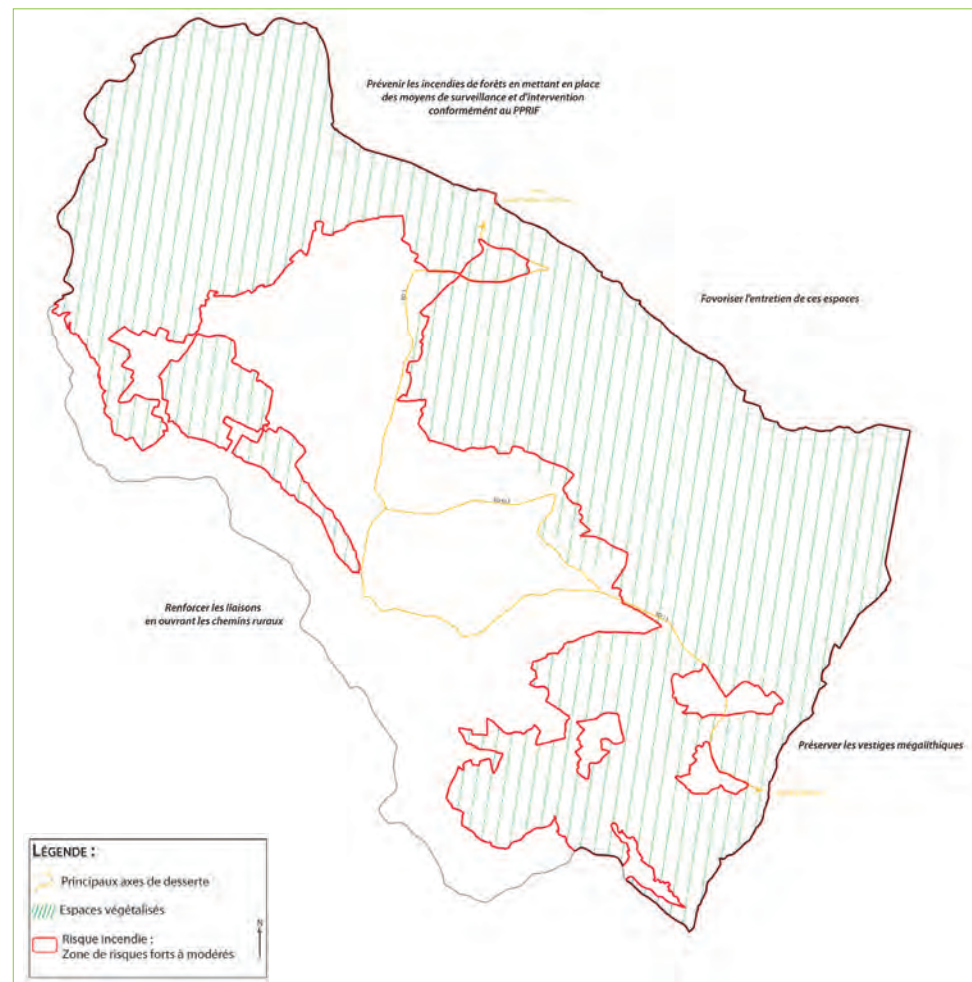 Prévenir les incendies de forêts en mettant en place
des moyens de surveillance et d'intervention
conformément au PPRIF
Favoriser l'entretien de ces espaces
Renforcer les liaisons
en ouvrant les chemins ruraux
Préserver les vestiges mégalithiques
LÉGENDE :
Principaux axes de desserte
Espaces végétalisés
Risque incendie :
Zone de risques forts à modérés
N